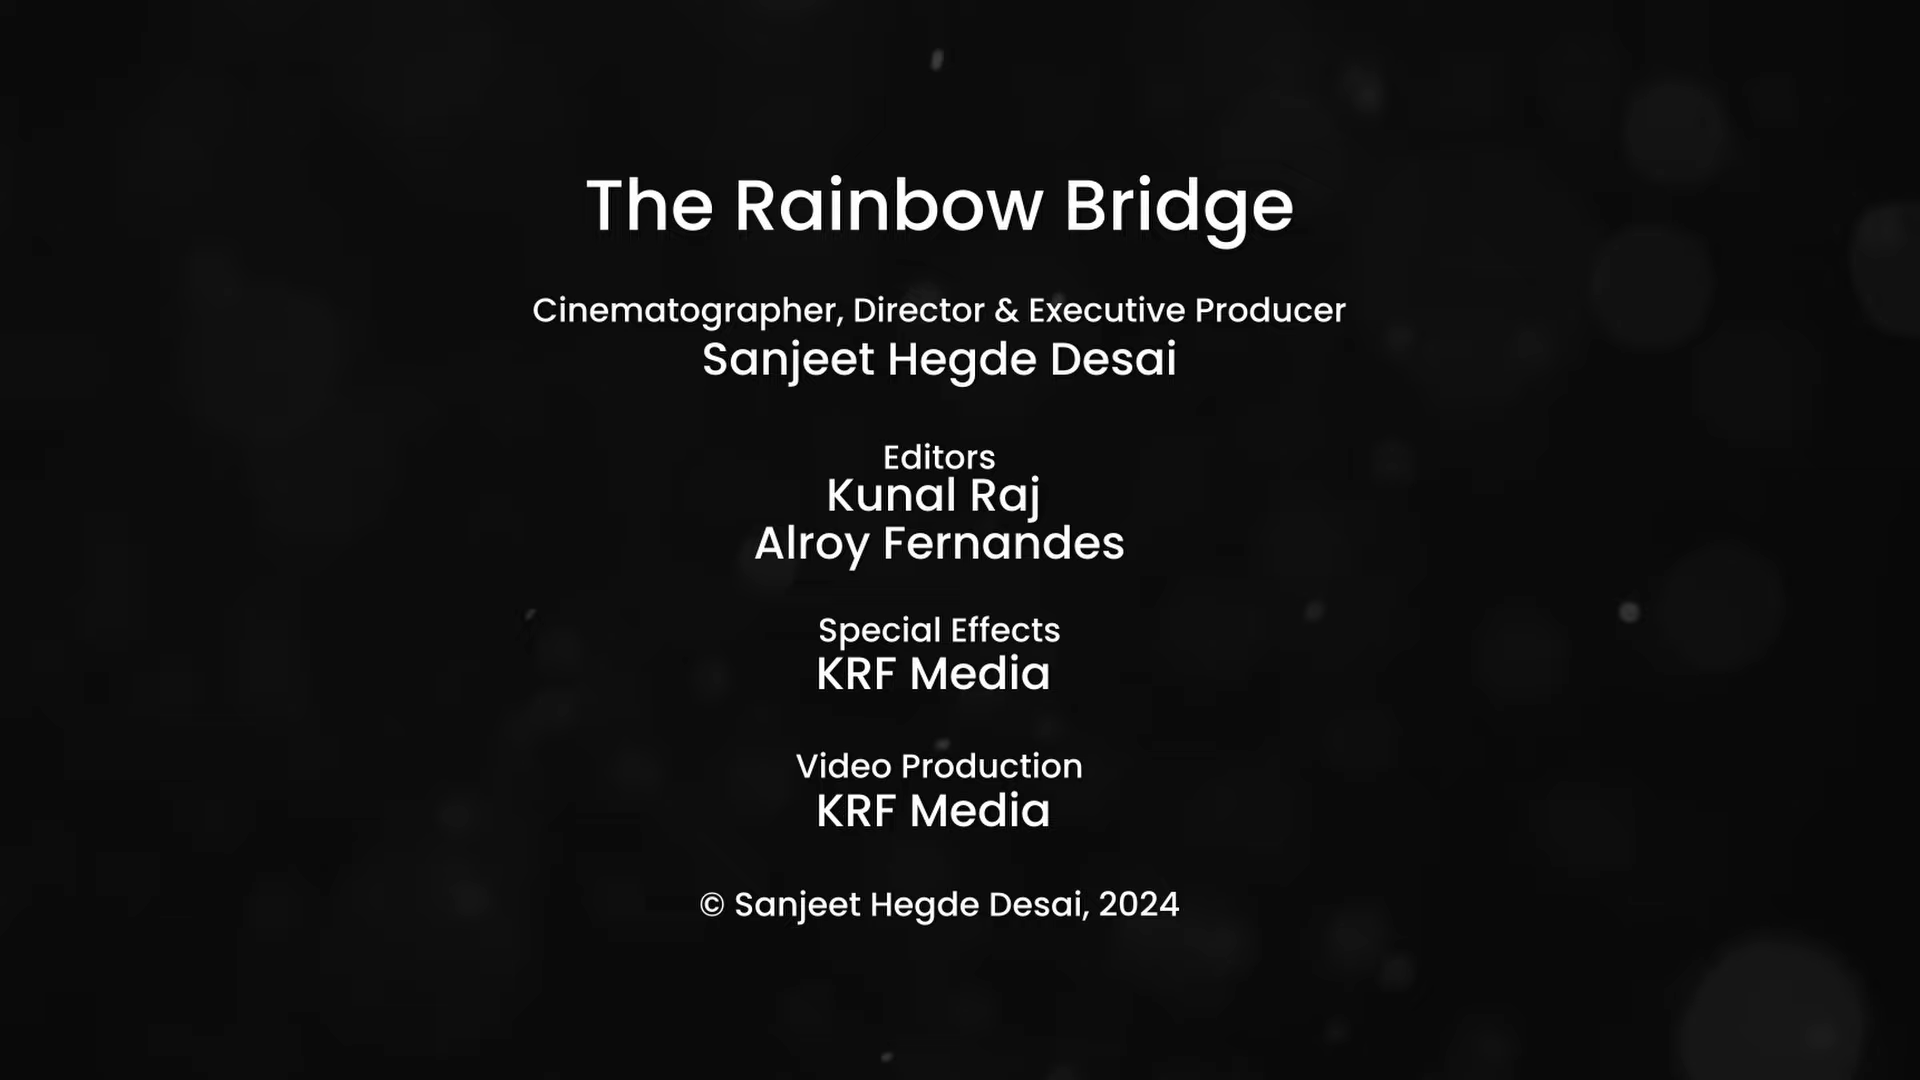 The Rainbow Bridge
Cinematographer, Director & Executive Producer
Sanjeet Hegde Desai
Editors
Kunal Raj
Alroy Fernandes
Special Effects
KRF Media
Video Production
KRF Media
© Sanjeet Hegde Desai, 2024